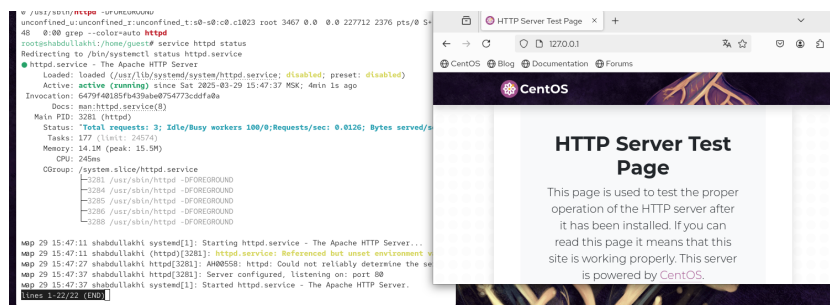 0 /usr/sbin/httpd -DFOREGROUND
unconfined_u:unconfined_r:unconfined_t:s0-s0:c0.c1023 root 3467 0.0 0.0 227712 2376 pts/0 S+
48 0:00 grep --color=auto httpd
root@shabdullakhi:/home/guest# service httpd status
Redirecting to /bin/systemctl status httpd.service
● httpd.service - The Apache HTTP Server
Loaded: loaded (/usr/lib/systemd/system/httpd.service; disabled; preset: disabled)
Active: active (running) since Sat 2025-03-29 15:47:37 MSK; 4min 1s ago
Invocation: 6479f40185fb439abe0754773cddfa0a
Docs: man:httpd.service(8)
Main PID: 3281 (httpd)
Status: "Total requests: 3; Idle/Busy workers 100/0;Requests/sec: 0.0126; Bytes served/s
Tasks: 177 (limit: 24574)
Memory: 14.1M (peak: 15.5M)
CPU: 245ms
CGroup: /system.slice/httpd.service
├─3281 /usr/sbin/httpd -DFOREGROUND
├─3284 /usr/sbin/httpd -DFOREGROUND
├─3285 /usr/sbin/httpd -DFOREGROUND
├─3286 /usr/sbin/httpd -DFOREGROUND
└─3288 /usr/sbin/httpd -DFOREGROUND
мар 29 15:47:11 shabdullakhi systemd[1]: Starting httpd.service - The Apache HTTP Server...
мар 29 15:47:11 shabdullakhi (httpd)[3281]: httpd.service: Referenced but unset environment v
мар 29 15:47:27 shabdullakhi httpd[3281]: AH00558: httpd: Could not reliably determine the se
мар 29 15:47:37 shabdullakhi httpd[3281]: Server configured, listening on: port 80
мар 29 15:47:37 shabdullakhi systemd[1]: Started httpd.service - The Apache HTTP Server.
lines 1-22/22 (END)
HTTP Server Test Page
127.0.0.1
CentOS Blog Documentation Forums
CentOS
HTTP Server Test
Page
This page is used to test the proper
operation of the HTTP server after
it has been installed. If you can
read this page it means that this
site is working properly. This server
is powered by CentOS.